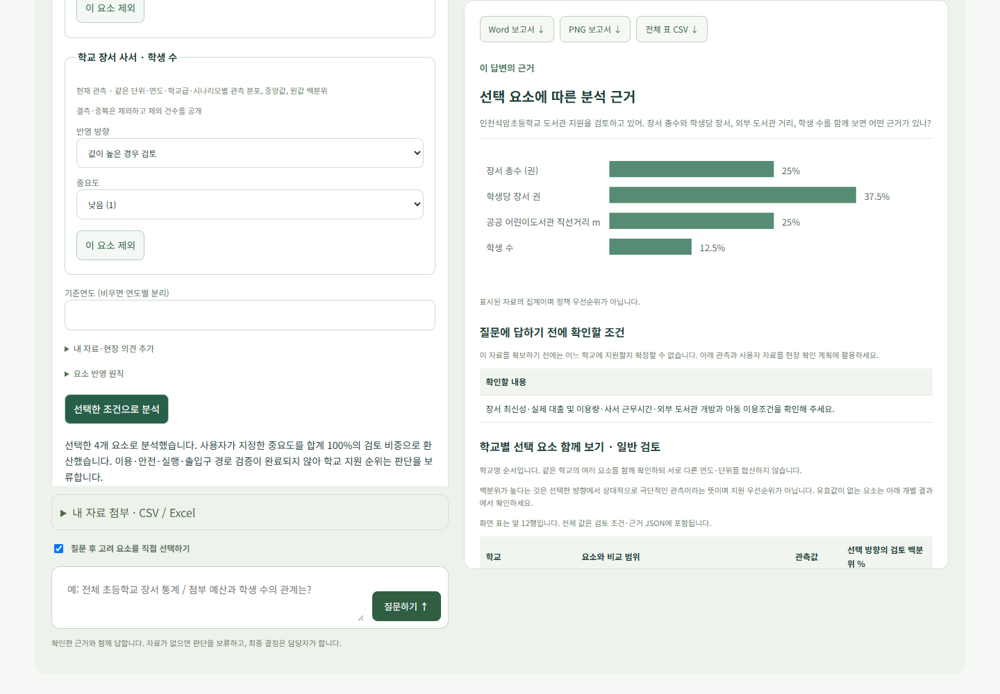 이 요소 제외
학교 장서 사서 · 학생 수
현재 관측 · 같은 단위·연도·학교급·시나리오별 관측 분포, 중앙값, 원값 백분위
결측·중복은 제외하고 제외 건수를 공개
반영 방향
값이 높은 경우 검토
중요도
낮음 (1)
이 요소 제외
기준연도 (비우면 연도별 분리)
▶ 내 자료·현장 의견 추가
▶ 요소 반영 원칙
선택한 조건으로 분석
선택한 4개 요소로 분석했습니다. 사용자가 지정한 중요도를 합계 100%의 검토 비중으로 환
산했습니다. 이용·안전·실행·출입구 경로 검증이 완료되지 않아 학교 지원 순위는 판단을 보
류합니다.
▶ 내 자료 첨부 · CSV / Excel
질문 후 고려 요소를 직접 선택하기
예: 전체 초등학교 장서 통계 / 첨부 예산과 학생 수의 관계는?
질문하기 ↑
확인한 근거와 함께 답합니다. 자료가 없으면 판단을 보류하고, 최종 결정은 담당자가 합니다.
Word 보고서 ↓
PNG 보고서 ↓
전체 표 CSV ↓
이 답변의 근거
선택 요소에 따른 분석 근거
인천석암초등학교 도서관 지원을 검토하고 있어. 장서 총수와 학생당 장서, 외부 도서관 거리, 학생 수를 함께 보면 어떤 근거가 있나?
장서 총수 (권) 25%
학생당 장서 권 37.5%
공공 어린이도서관 직선거리 m 25%
학생 수 12.5%
표시된 자료의 집계이며 정책 우선순위가 아닙니다.
질문에 답하기 전에 확인할 조건
이 자료를 확보하기 전에는 어느 학교에 지원할지 확정할 수 없습니다. 아래 관측과 사용자 자료를 현장 확인 계획에 활용하세요.
확인할 내용
장서 최신성·실제 대출 및 이용량·사서 근무시간·외부 도서관 개방과 아동 이용조건을 확인해 주세요.
학교별 선택 요소 함께 보기 · 일반 검토
학교명 순서입니다. 같은 학교의 여러 요소를 함께 확인하되 서로 다른 연도·단위를 합산하지 않습니다.
백분위가 높다는 것은 선택한 방향에서 상대적으로 극단적인 관측이라는 뜻이며 지원 우선순위가 아닙니다. 유효값이 없는 요소는 아래 개별 결과
에서 확인하세요.
화면 표는 앞 12행입니다. 전체 값은 검토 조건·근거 JSON에 포함됩니다.
학교 요소와 비교 범위 관측값 선택 방향의 검토 백분
위 %